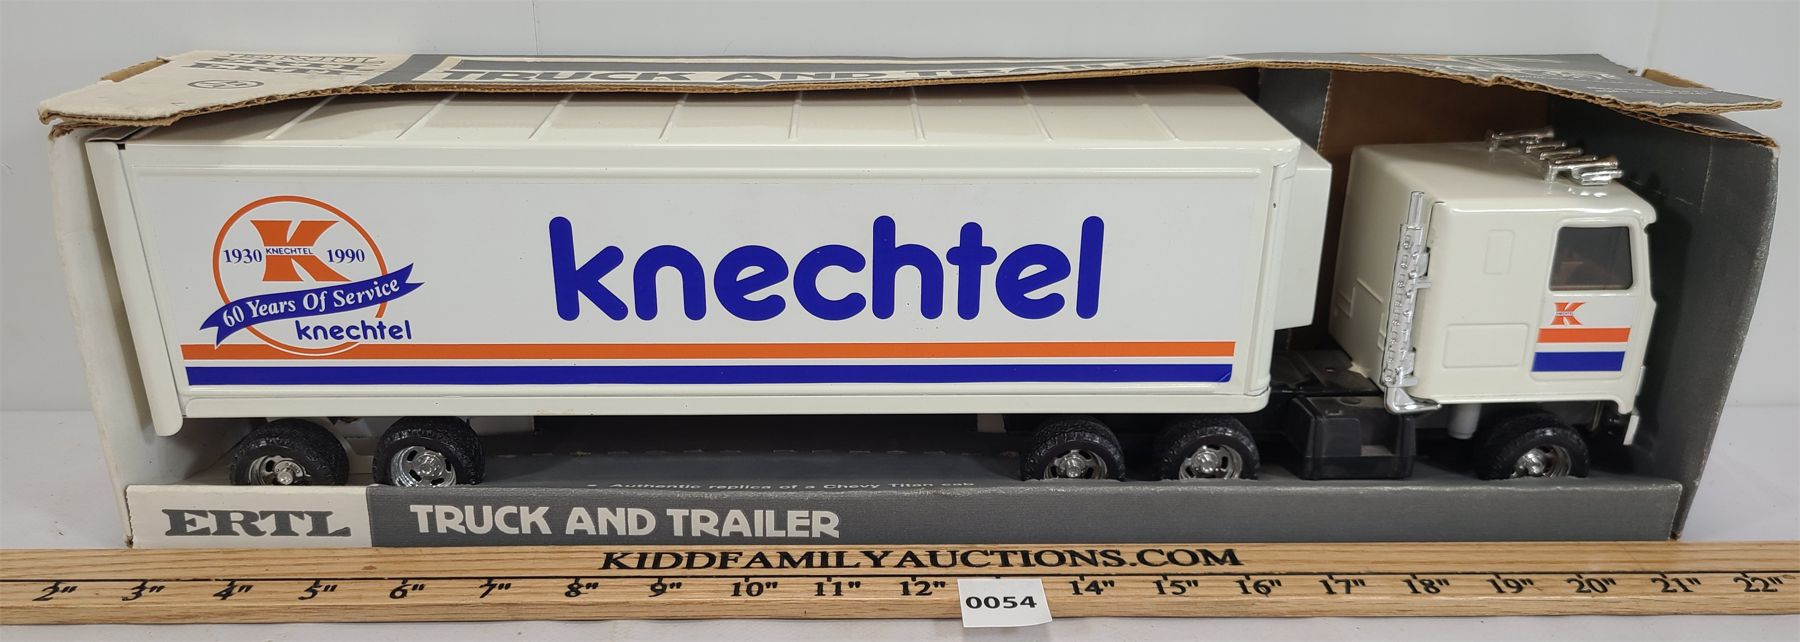 ERTL
TRUCK AND TRAILER
1930 KNECHTEL 1990
60 Years Of Service
knechtel
knechtel
K
• Authentic replica of a Chevy Titan cab
ERTL TRUCK AND TRAILER
KIDDFAMILYAUCTIONS.COM
2" 3" 4" 5" 6" 7" 8" 9" 10" 11" 12" 14" 15" 16" 17" 18" 19" 20" 21" 22"
0054